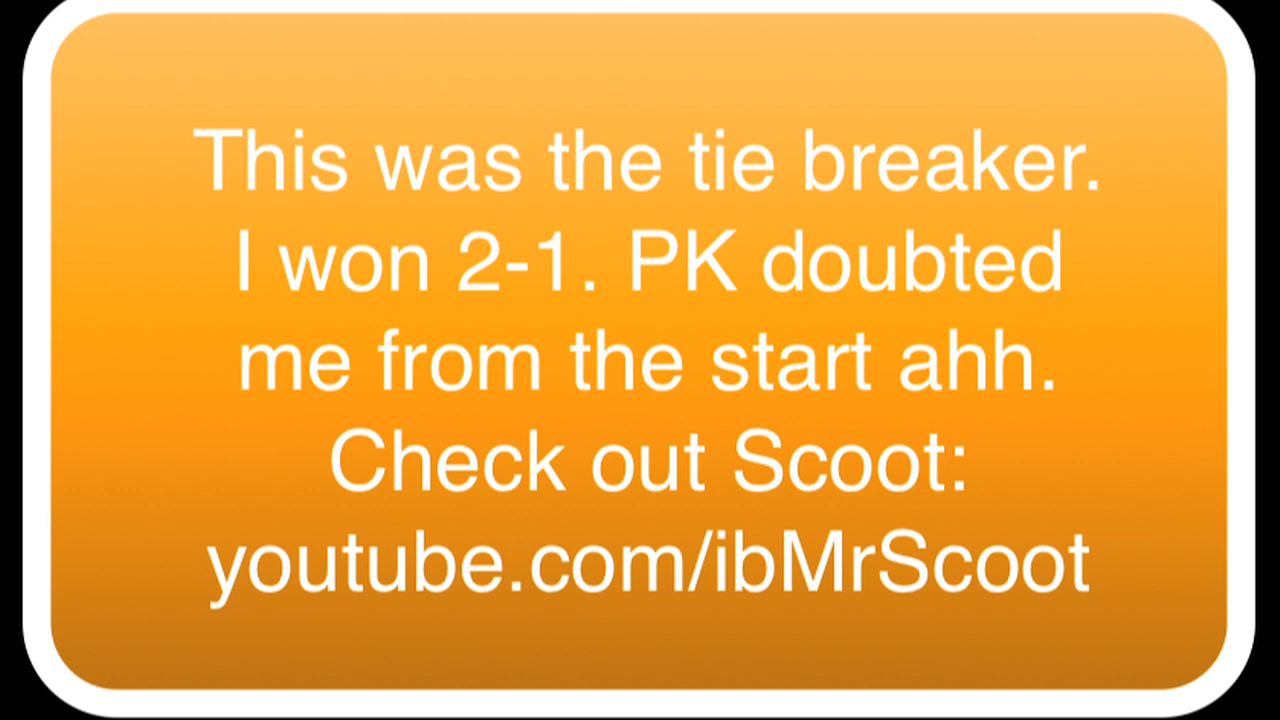 This was the tie breaker.
I won 2-1. PK doubted
me from the start ahh.
Check out Scoot:
youtube.com/ibMrScoot